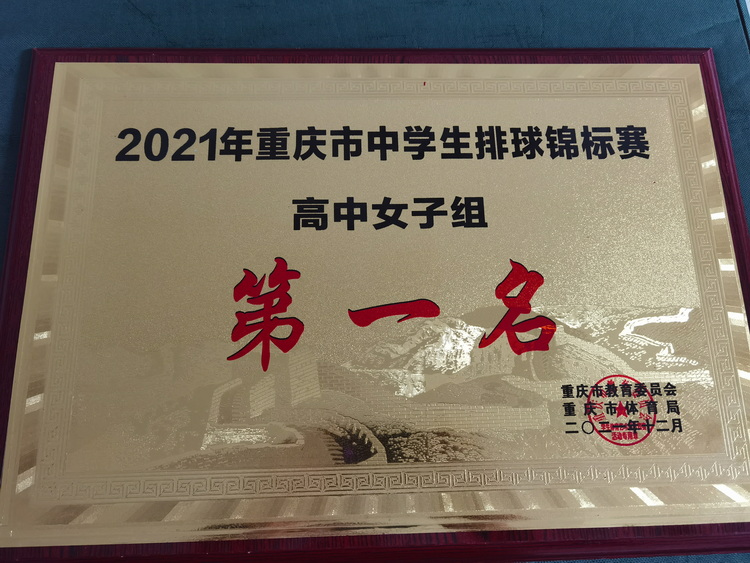 2021年重庆市中学生排球锦标赛
高中女子组
第一名
重庆市教育委员会
重庆市体育局
二〇二一年十二月